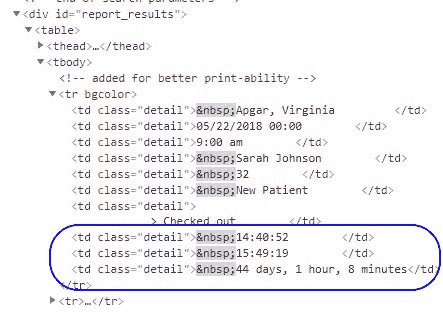 ▼<div id="report_results">
▼<table>
▶<thead>…</thead>
▼<tbody>
<!-- added for better print-ability -->
▼<tr bgcolor>
<td class="detail">&nbsp;Apgar, Virginia </td>
<td class="detail">05/22/2018 00:00 </td>
<td class="detail">9:00 am </td>
<td class="detail">&nbsp;Sarah Johnson </td>
<td class="detail">&nbsp;32 </td>
<td class="detail">&nbsp;New Patient </td>
<td class="detail">
> Checked out </td>
<td class="detail">&nbsp;14:40:52 </td>
<td class="detail">&nbsp;15:49:19 </td>
<td class="detail">&nbsp;44 days, 1 hour, 8 minutes</td>
</tr>
▶<tr>…</tr>